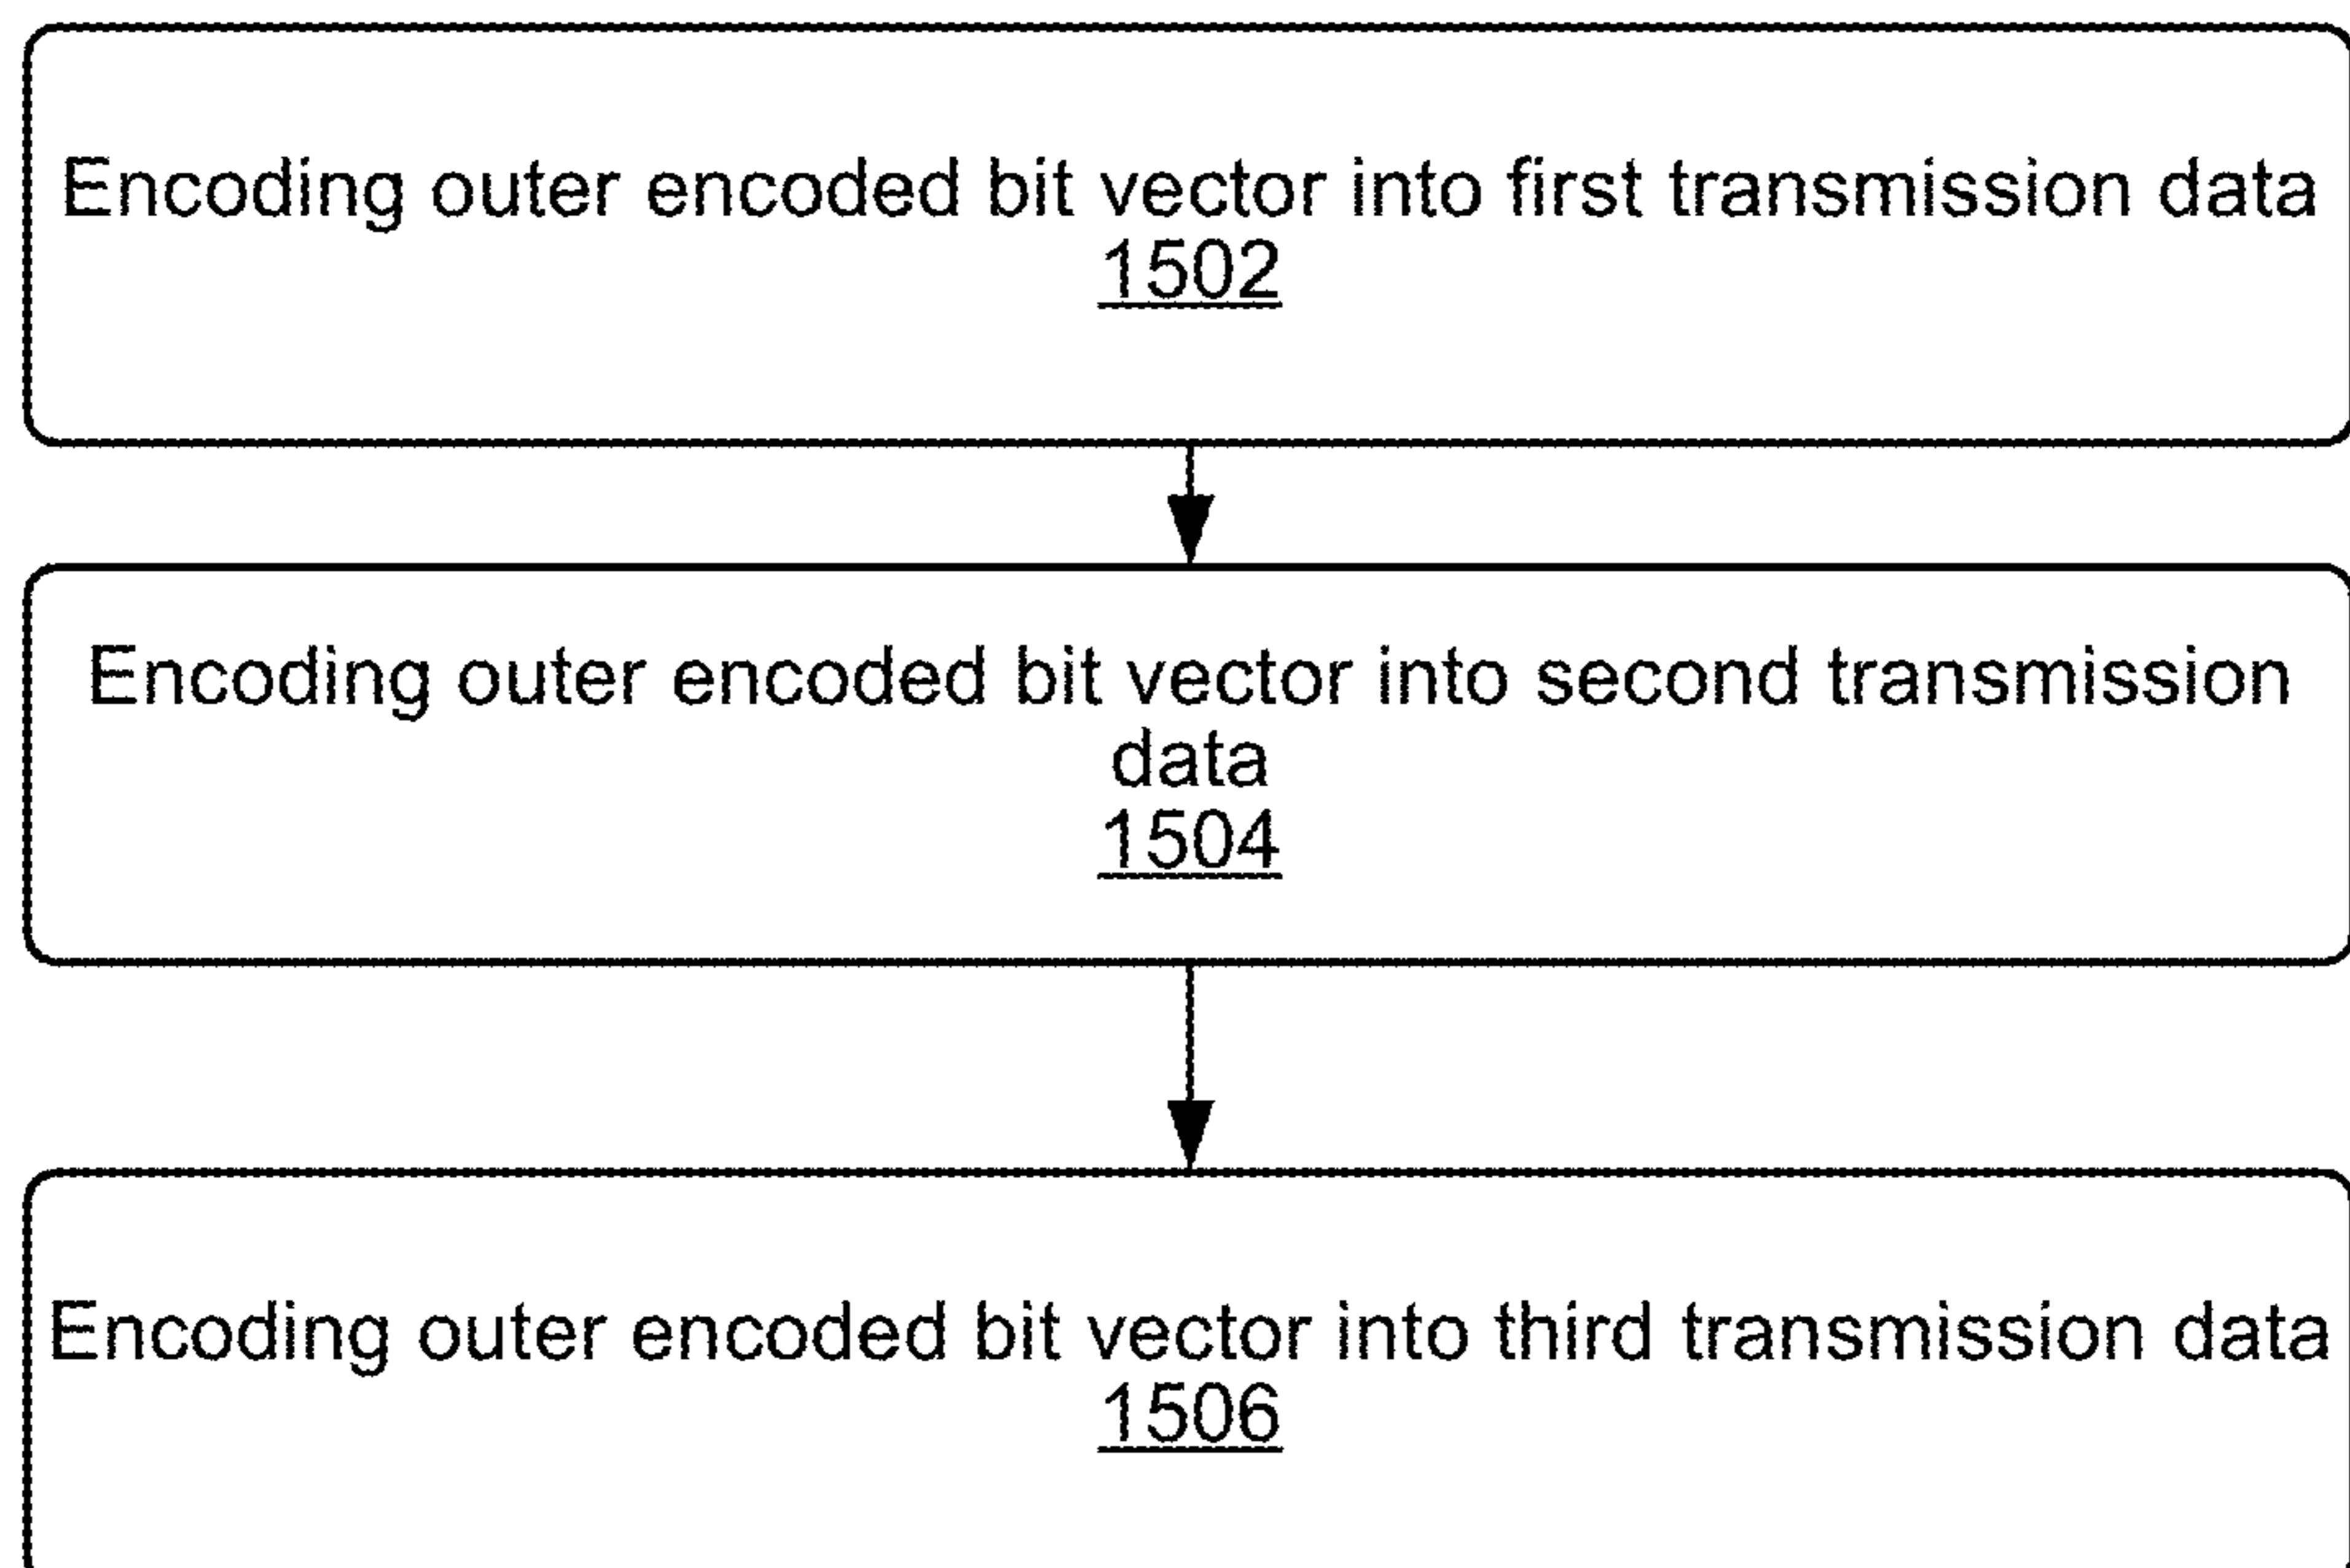 Encoding outer encoded bit vector into first transmission data
1502
Encoding outer encoded bit vector into second transmission
data
1504
Encoding outer encoded bit vector into third transmission data
1506